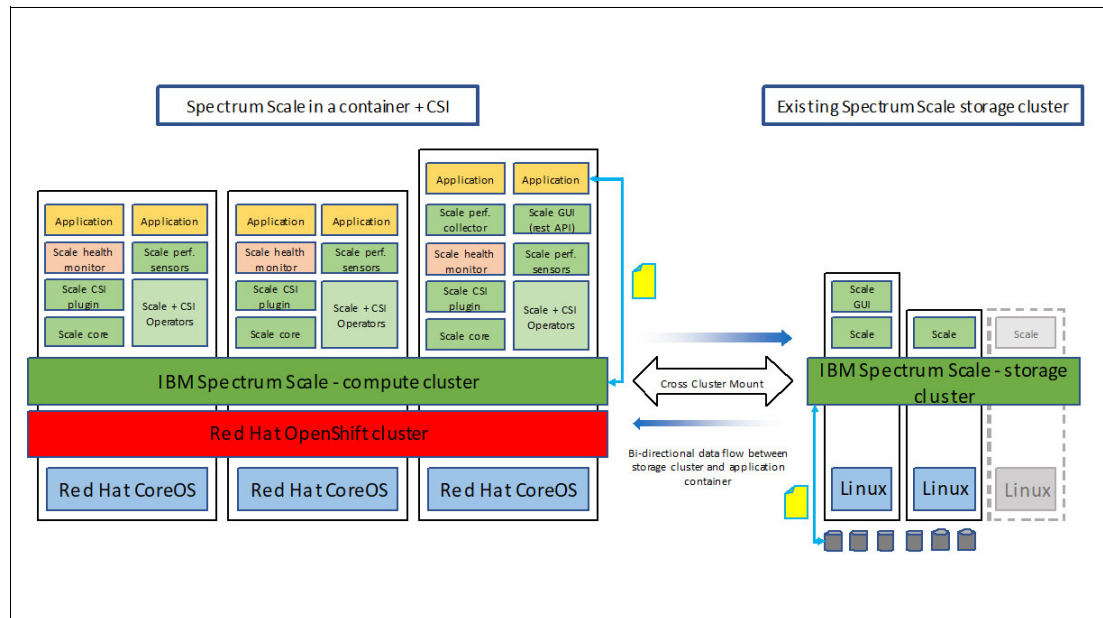 Spectrum Scale in a container + CSI
Existing Spectrum Scale storage cluster
Application
Application
Scale health
monitor
Scale perf.
sensors
Scale CSI
plugin
Scale + CSI
Operators
Scale core
Application
Application
Scale health
monitor
Scale perf.
sensors
Scale CSI
plugin
Scale + CSI
Operators
Scale core
Application
Application
Scale perf.
collector
Scale GUI
(rest API)
Scale health
monitor
Scale perf.
sensors
Scale CSI
plugin
Scale + CSI
Operators
Scale core
IBM Spectrum Scale - compute cluster
Red Hat OpenShift cluster
Red Hat CoreOS
Red Hat CoreOS
Red Hat CoreOS
Cross Cluster Mount
Bi-directional data flow between
storage cluster and application
container
Scale
GUI
Scale
Scale
Scale
IBM Spectrum Scale - storage
cluster
Linux
Linux
Linux